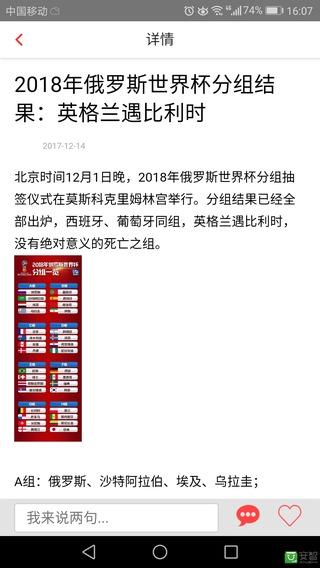 中国移动
74% 16:07
详情
2018年俄罗斯世界杯分组结
果：英格兰遇比利时
2017-12-14
北京时间12月1日晚，2018年俄罗斯世界杯分组抽
签仪式在莫斯科克里姆林宫举行。分组结果已经全
部出炉，西班牙、葡萄牙同组，英格兰遇比利时，
没有绝对意义的死亡之组。
2018年俄罗斯世界杯
分组一览
A组：俄罗斯、沙特阿拉伯、埃及、乌拉圭；
我来说两句...
安智